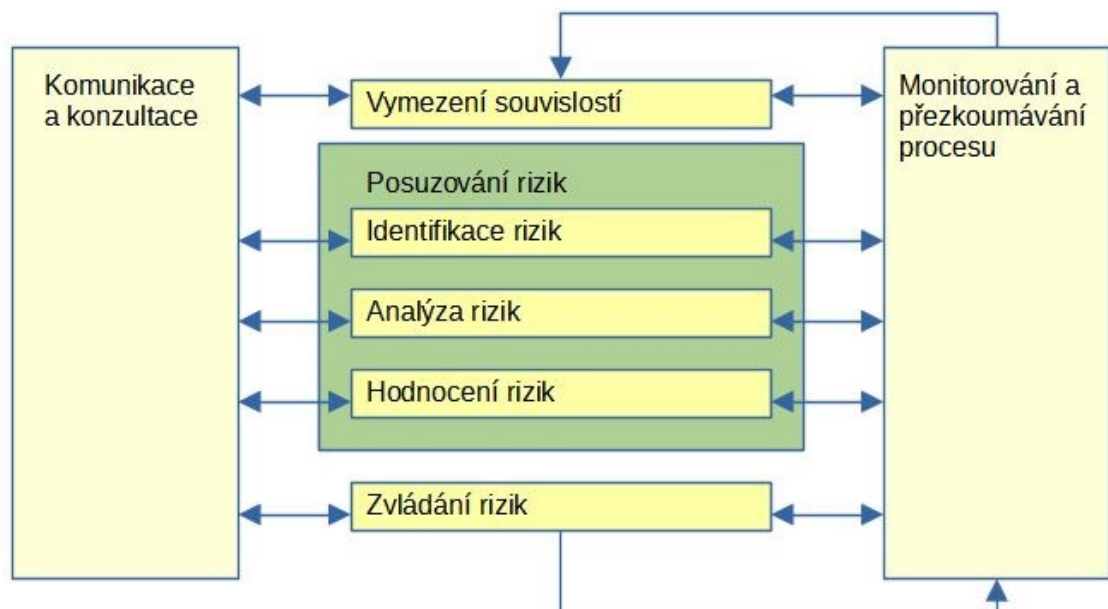 Komunikace
a konzultace
Vymezení souvislostí
Monitorování a
přezkoumávání
procesu
Posuzování rizik
Identifikace rizik
Analýza rizik
Hodnocení rizik
Zvládání rizik